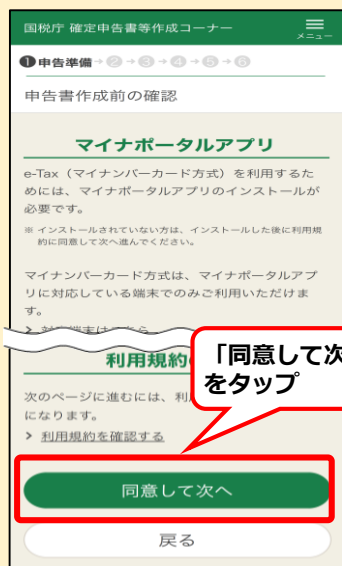 国税庁 確定申告書等作成コーナー
メニュー
❶申告準備→②→③→④→⑤→⑥
申告書作成前の確認
マイナポータルアプリ
e-Tax（マイナンバーカード方式）を利用するた
めには、マイナポータルアプリのインストールが
必要です。
※ インストールされていない方は、インストールした後に利用規
約に同意して次へ進んでください。
マイナンバーカード方式は、マイナポータルアプ
リに対応している端末でのみご利用いただけま
す。
利用規約
「同意して次
をタップ
次のページに進むには、利
になります。
> 利用規約を確認する
同意して次へ
戻る